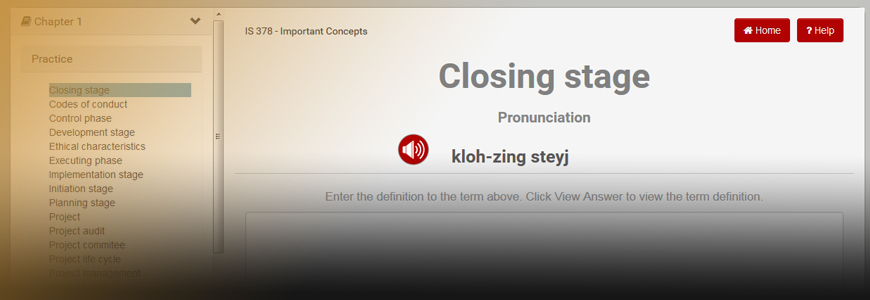 Chapter 1
Practice
Closing stage
Codes of conduct
Control phase
Development stage
Ethical characteristics
Executing phase
Implementation stage
Initiation stage
Planning stage
Project
Project audit
Project commitee
Project life cycle
Project management
IS 378 - Important Concepts
Home
? Help
Closing stage
Pronunciation
kloh-zing steyj
Enter the definition to the term above. Click View Answer to view the term definition.